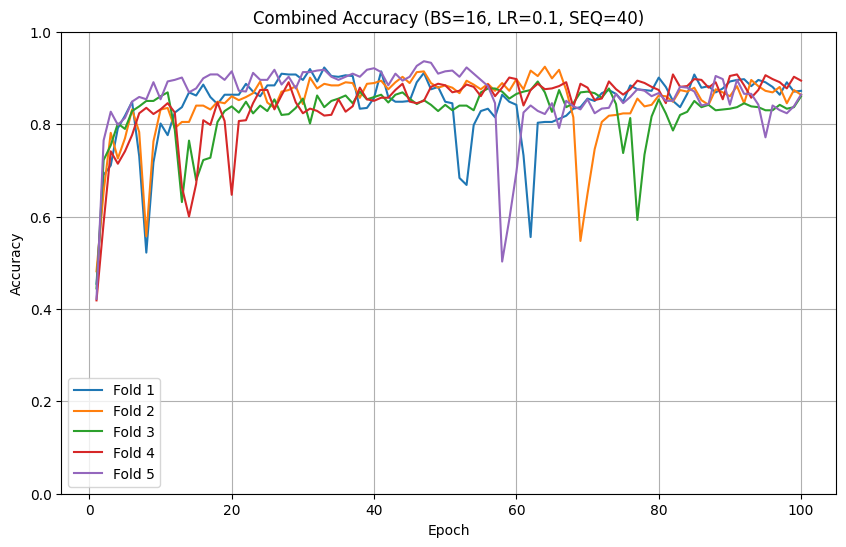 Combined Accuracy (BS=16, LR=0.1, SEQ=40)
1.0
0.8
0.6
0.4
0.2
0.0
Accuracy
Fold 1
Fold 2
Fold 3
Fold 4
Fold 5
0 20 40 60 80 100
Epoch